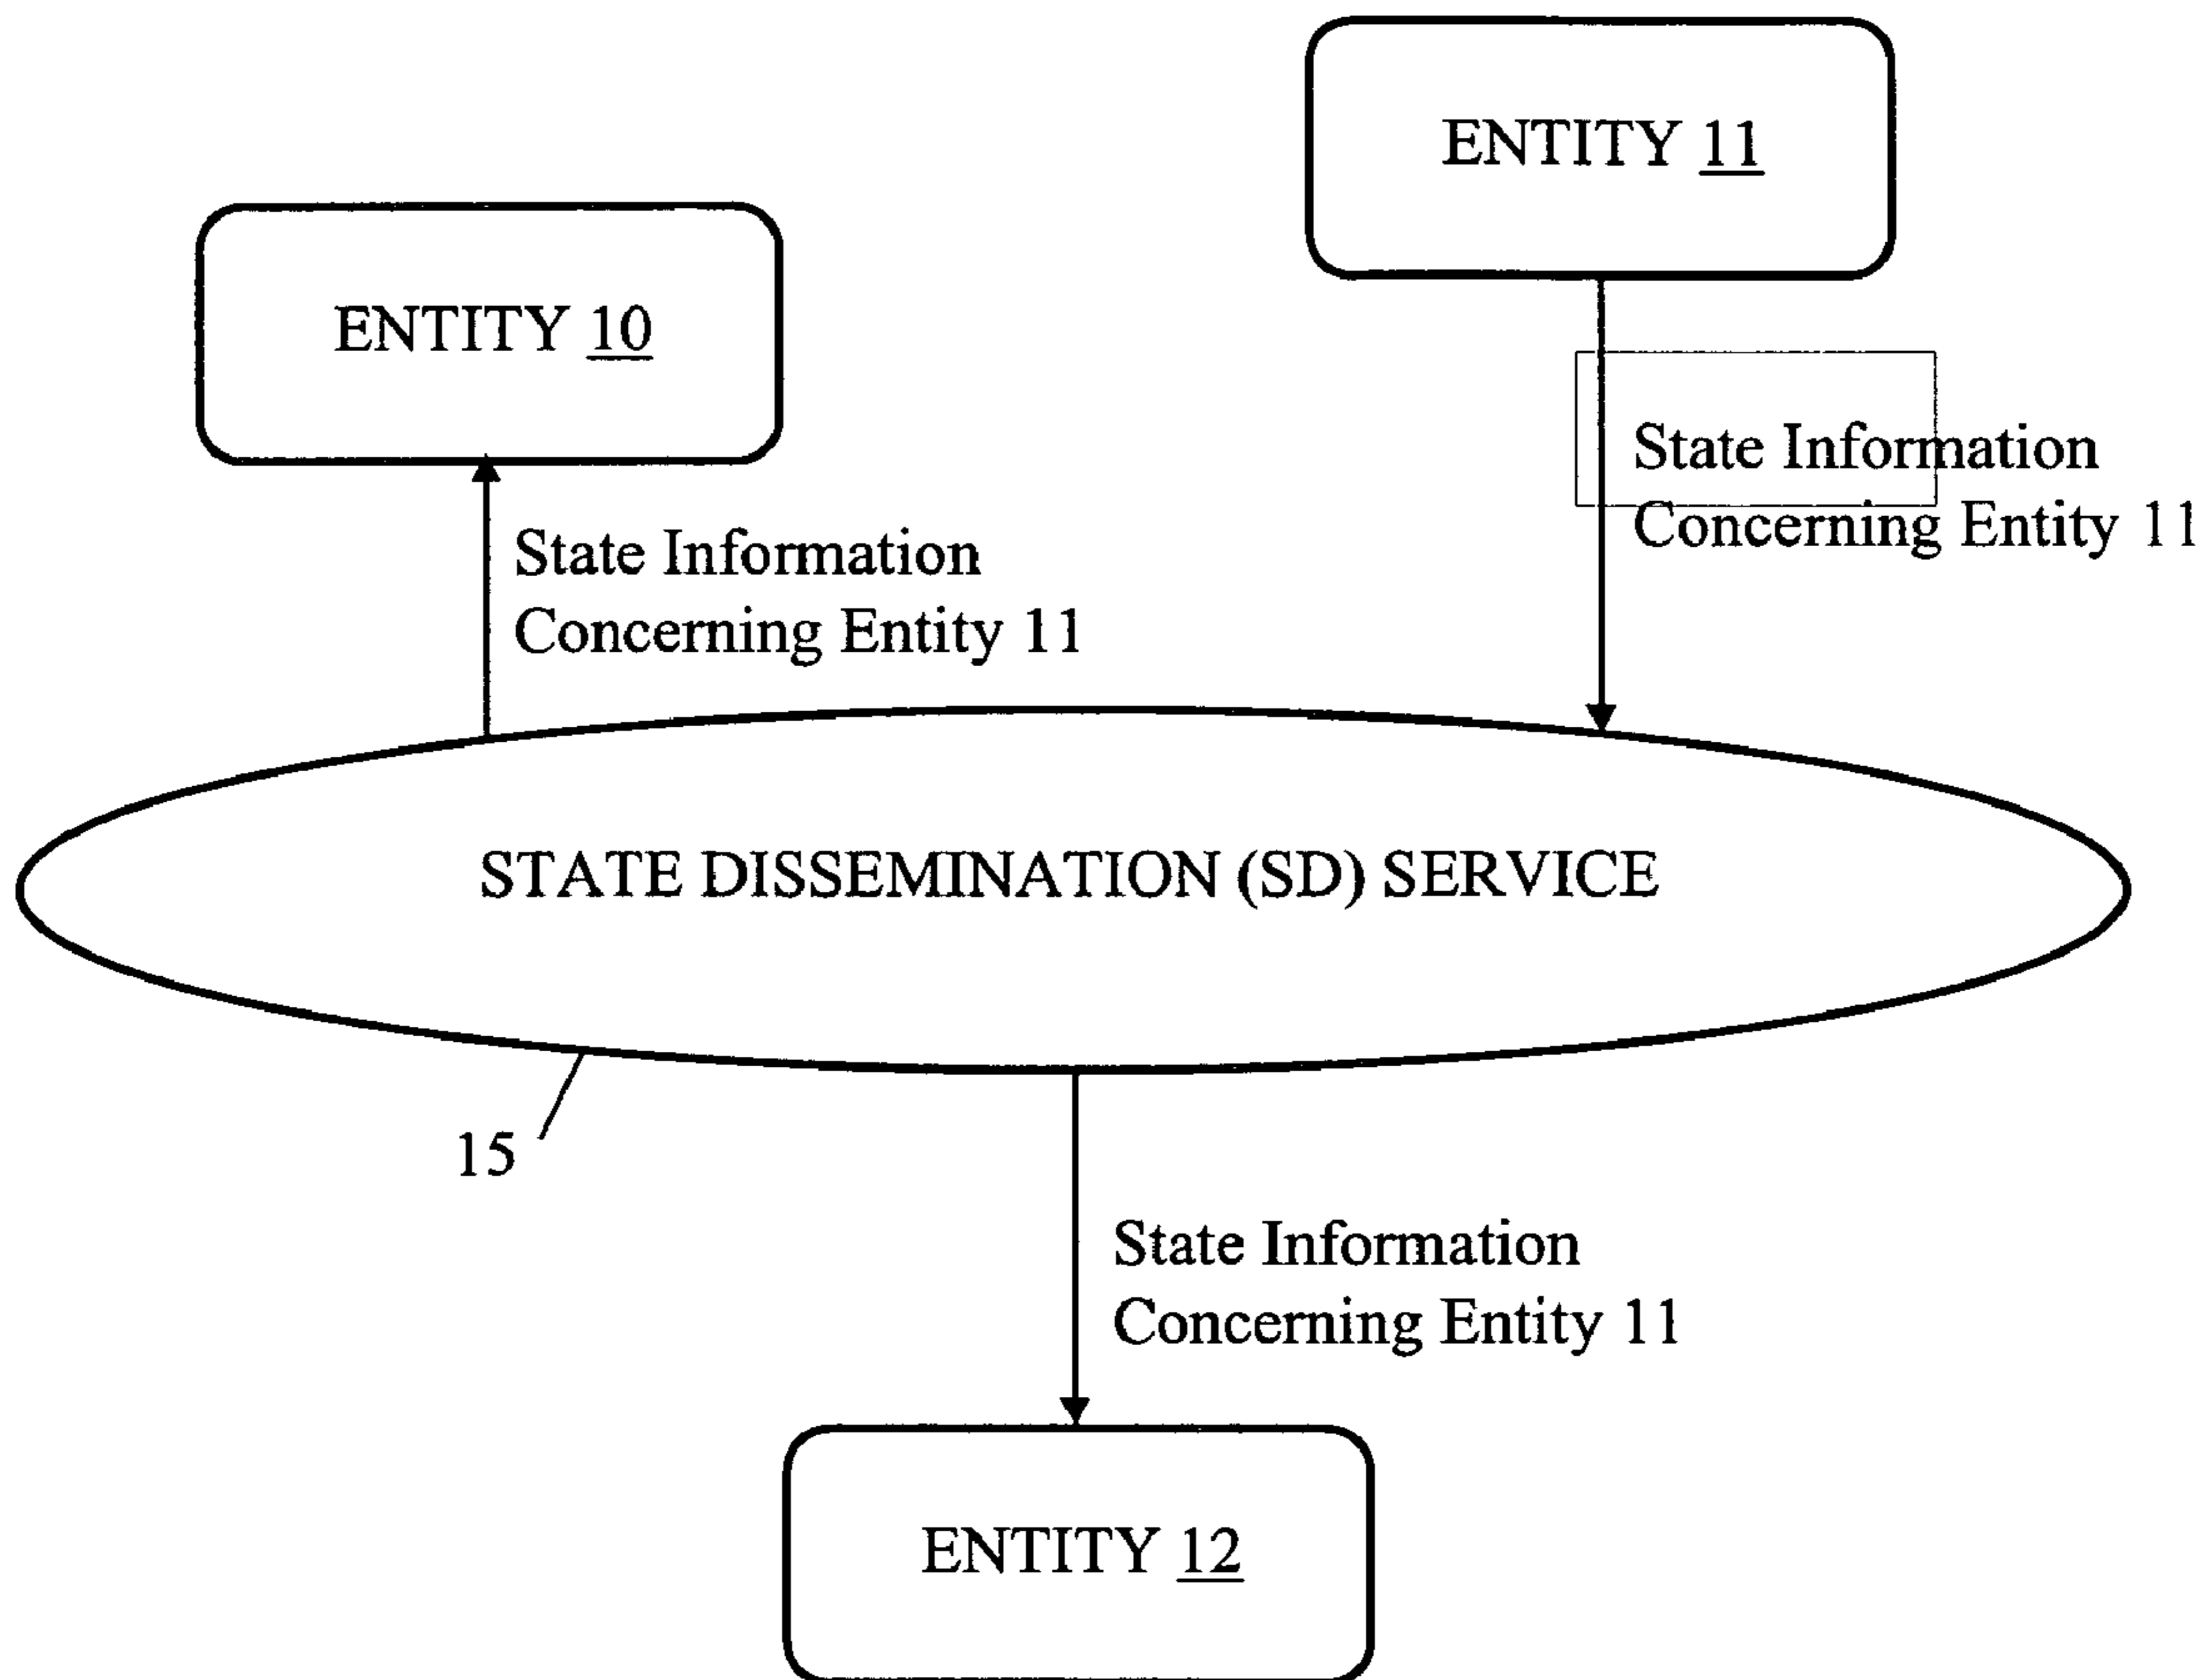 ENTITY 11
ENTITY 10
State Information
Concerning Entity 11
State Information
Concerning Entity 11
STATE DISSEMINATION (SD) SERVICE
15
State Information
Concerning Entity 11
ENTITY 12